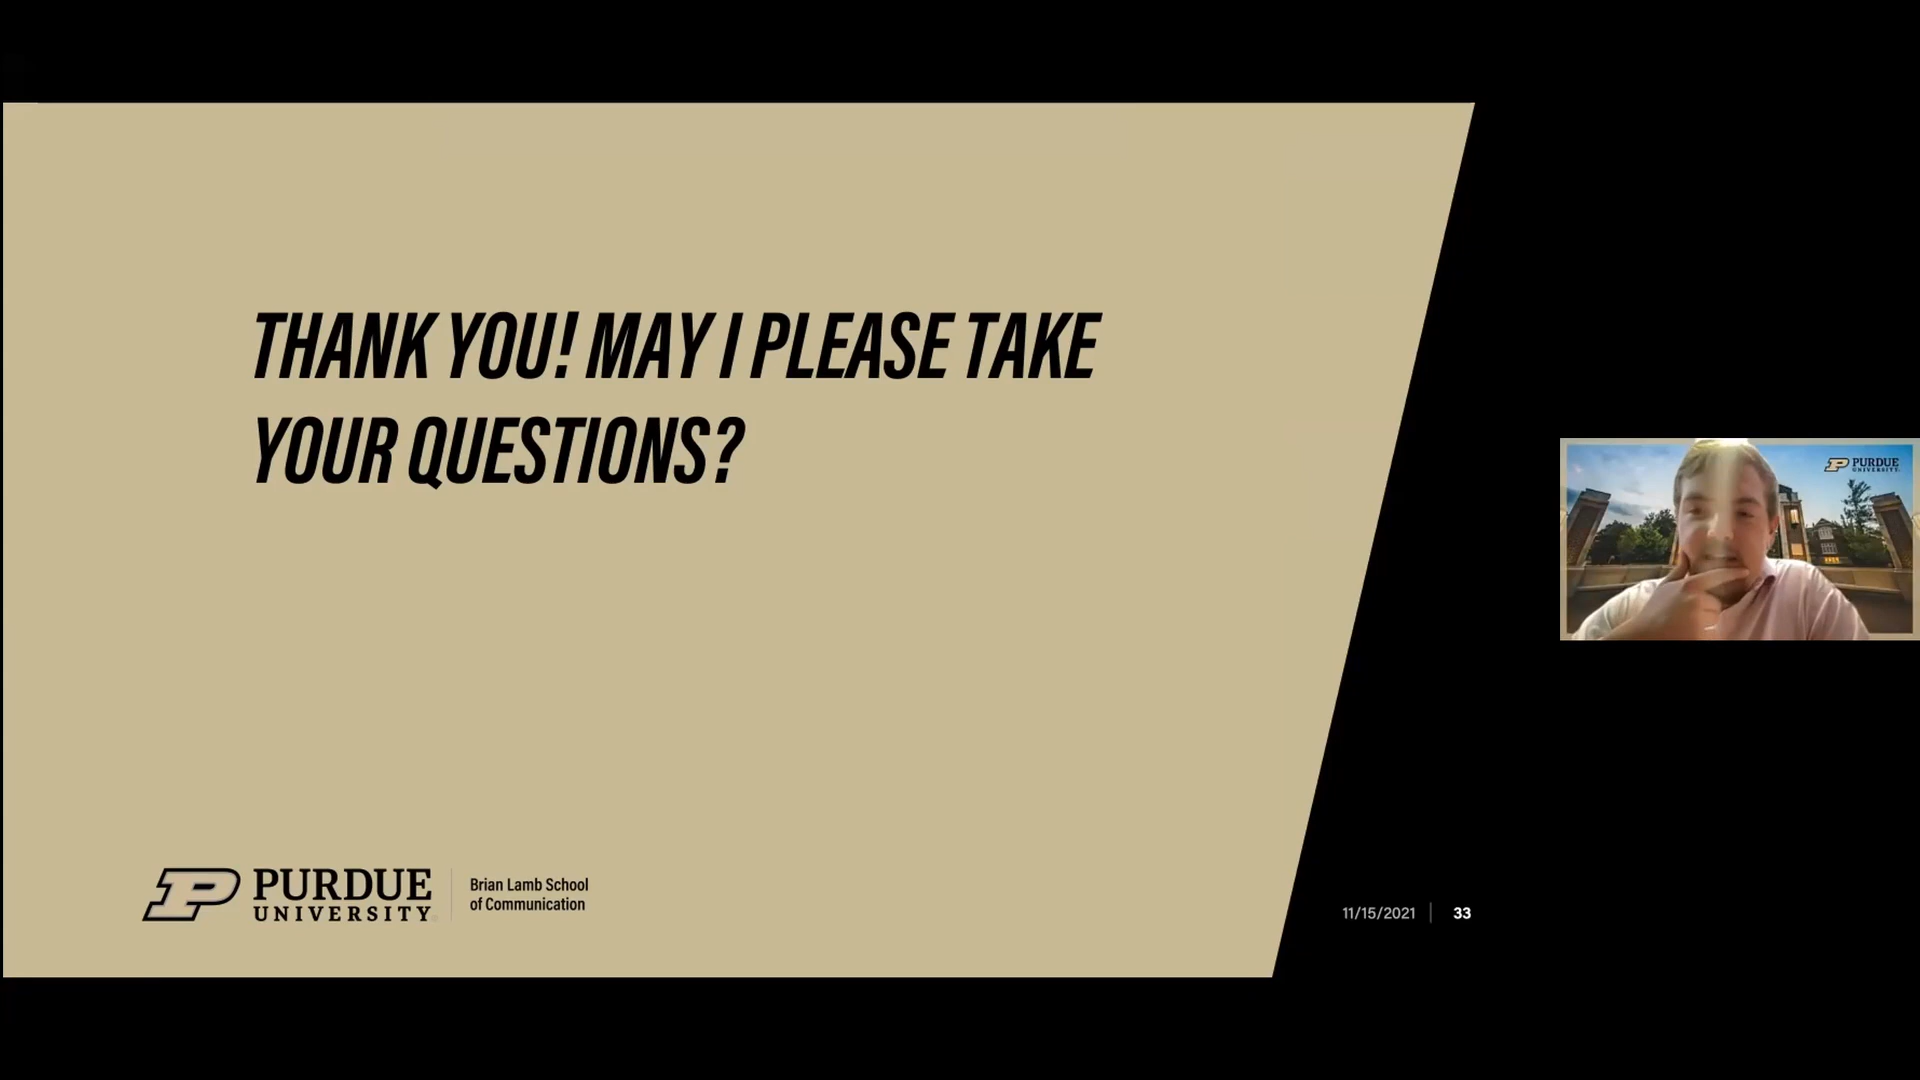 THANK YOU! MAY I PLEASE TAKE
YOUR QUESTIONS?
PURDUE
UNIVERSITY
Brian Lamb School
of Communication
11/15/2021 | 33
PURDUE
UNIVERSITY